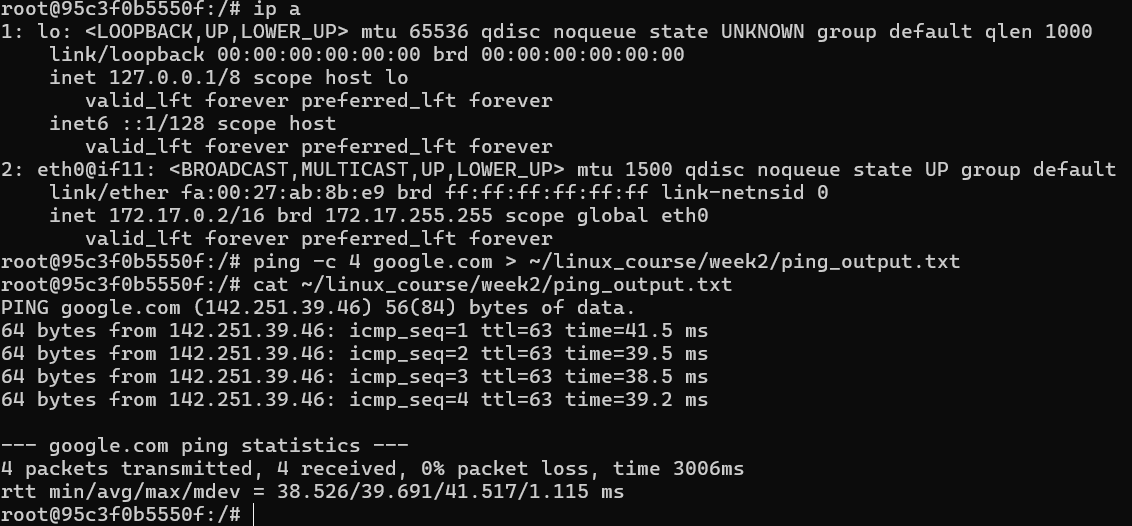 root@95c3f0b5550f:/# ip a
1: lo: <LOOPBACK,UP,LOWER_UP> mtu 65536 qdisc noqueue state UNKNOWN group default qlen 1000
    link/loopback 00:00:00:00:00:00 brd 00:00:00:00:00:00
    inet 127.0.0.1/8 scope host lo
       valid_lft forever preferred_lft forever
    inet6 ::1/128 scope host
       valid_lft forever preferred_lft forever
2: eth0@if11: <BROADCAST,MULTICAST,UP,LOWER_UP> mtu 1500 qdisc noqueue state UP group default
    link/ether fa:00:27:ab:8b:e9 brd ff:ff:ff:ff:ff:ff link-netnsid 0
    inet 172.17.0.2/16 brd 172.17.255.255 scope global eth0
       valid_lft forever preferred_lft forever
root@95c3f0b5550f:/# ping -c 4 google.com > ~/linux_course/week2/ping_output.txt
root@95c3f0b5550f:/# cat ~/linux_course/week2/ping_output.txt
PING google.com (142.251.39.46) 56(84) bytes of data.
64 bytes from 142.251.39.46: icmp_seq=1 ttl=63 time=41.5 ms
64 bytes from 142.251.39.46: icmp_seq=2 ttl=63 time=39.5 ms
64 bytes from 142.251.39.46: icmp_seq=3 ttl=63 time=38.5 ms
64 bytes from 142.251.39.46: icmp_seq=4 ttl=63 time=39.2 ms

--- google.com ping statistics ---
4 packets transmitted, 4 received, 0% packet loss, time 3006ms
rtt min/avg/max/mdev = 38.526/39.691/41.517/1.115 ms
root@95c3f0b5550f:/#